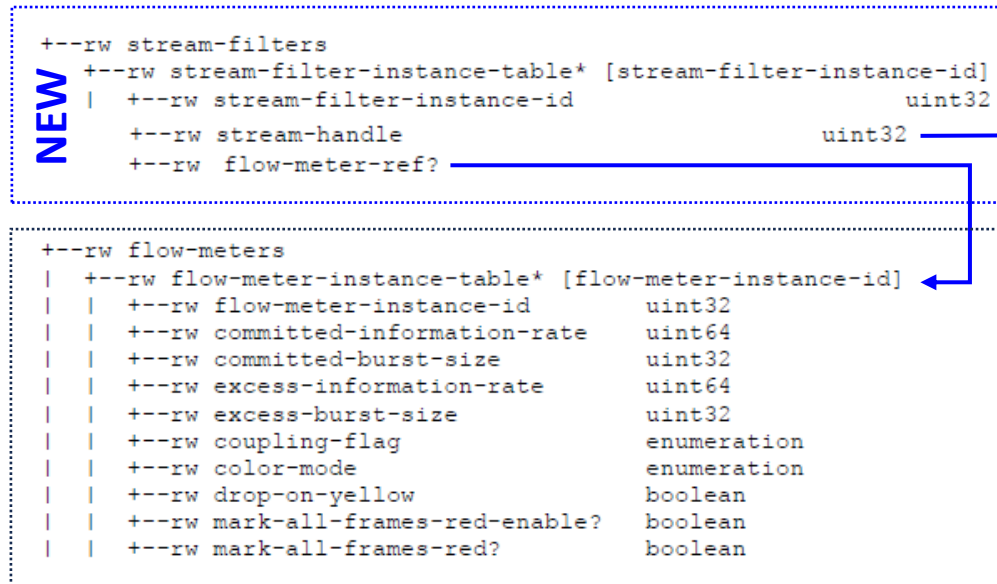 NEW
+--rw stream-filters
+--rw stream-filter-instance-table* [stream-filter-instance-id]
| +--rw stream-filter-instance-id uint32
+--rw stream-handle uint32
+--rw flow-meter-ref?
+--rw flow-meters
| +--rw flow-meter-instance-table* [flow-meter-instance-id]
| | +--rw flow-meter-instance-id uint32
| | +--rw committed-information-rate uint64
| | +--rw committed-burst-size uint32
| | +--rw excess-information-rate uint64
| | +--rw excess-burst-size uint32
| | +--rw coupling-flag enumeration
| | +--rw color-mode enumeration
| | +--rw drop-on-yellow boolean
| | +--rw mark-all-frames-red-enable? boolean
| | +--rw mark-all-frames-red? boolean